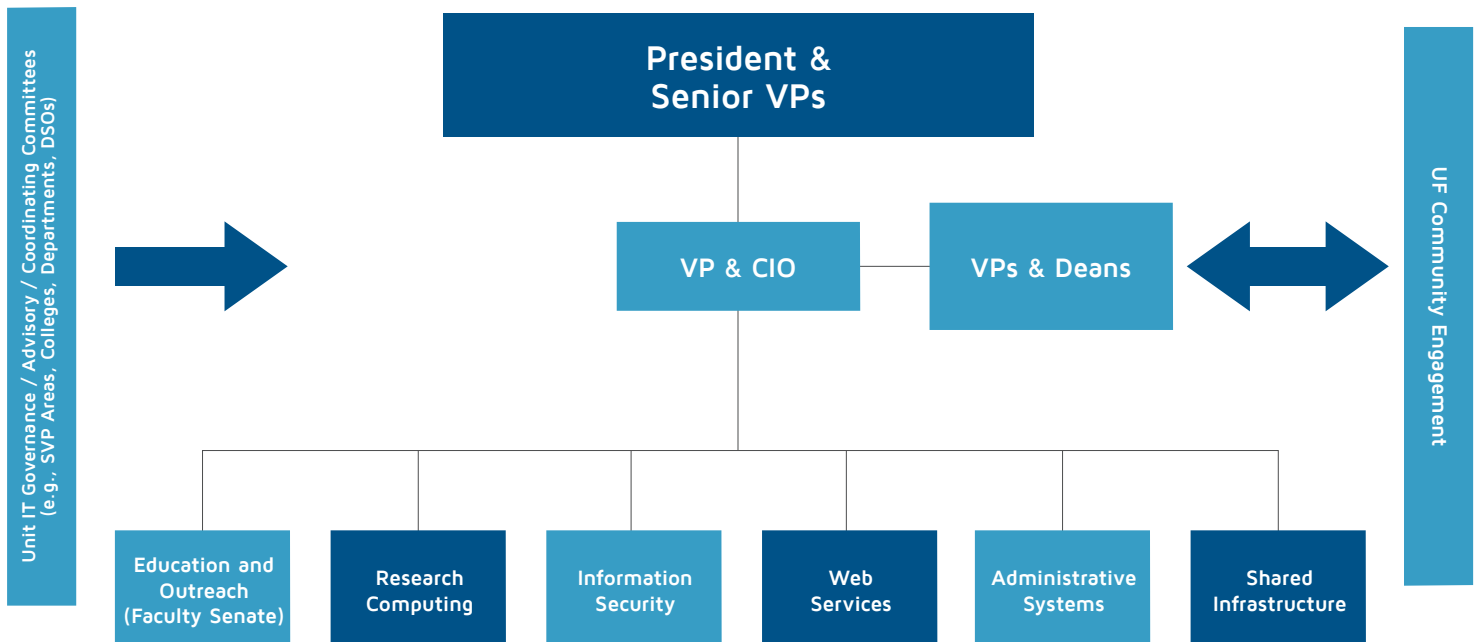 Unit IT Governance / Advisory / Coordinating Committees
(e.g., SVP Areas, Colleges, Departments, DSOs)
President &
Senior VPs
VP & CIO
VPs & Deans
UF Community Engagement
Education and
Outreach
(Faculty Senate)
Research
Computing
Information
Security
Web
Services
Administrative
Systems
Shared
Infrastructure